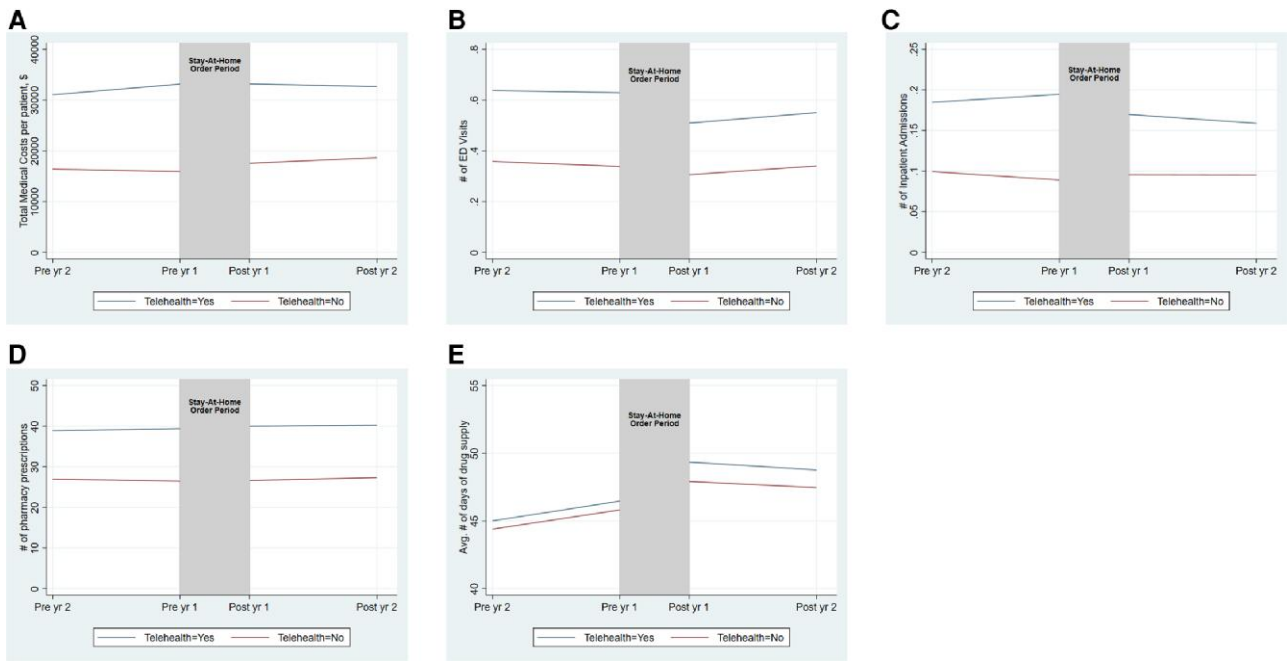 A
Total Medical Costs per patient, $
40000
30000
20000
10000
0
Stay-At-Home
Order Period
Pre yr 2
Pre yr 1
Post yr 1
Post yr 2
Telehealth=Yes
Telehealth=No
B
# of ED Visits
.8
.6
.4
.2
0
Stay-At-Home
Order Period
Pre yr 2
Pre yr 1
Post yr 1
Post yr 2
Telehealth=Yes
Telehealth=No
C
# of Inpatient Admissions
.25
.2
.15
.1
.05
0
Stay-At-Home
Order Period
Pre yr 2
Pre yr 1
Post yr 1
Post yr 2
Telehealth=Yes
Telehealth=No
D
# of pharmacy prescriptions
50
40
30
20
10
0
Stay-At-Home
Order Period
Pre yr 2
Pre yr 1
Post yr 1
Post yr 2
Telehealth=Yes
Telehealth=No
E
Avg. # of days of drug supply
55
50
45
40
Stay-At-Home
Order Period
Pre yr 2
Pre yr 1
Post yr 1
Post yr 2
Telehealth=Yes
Telehealth=No